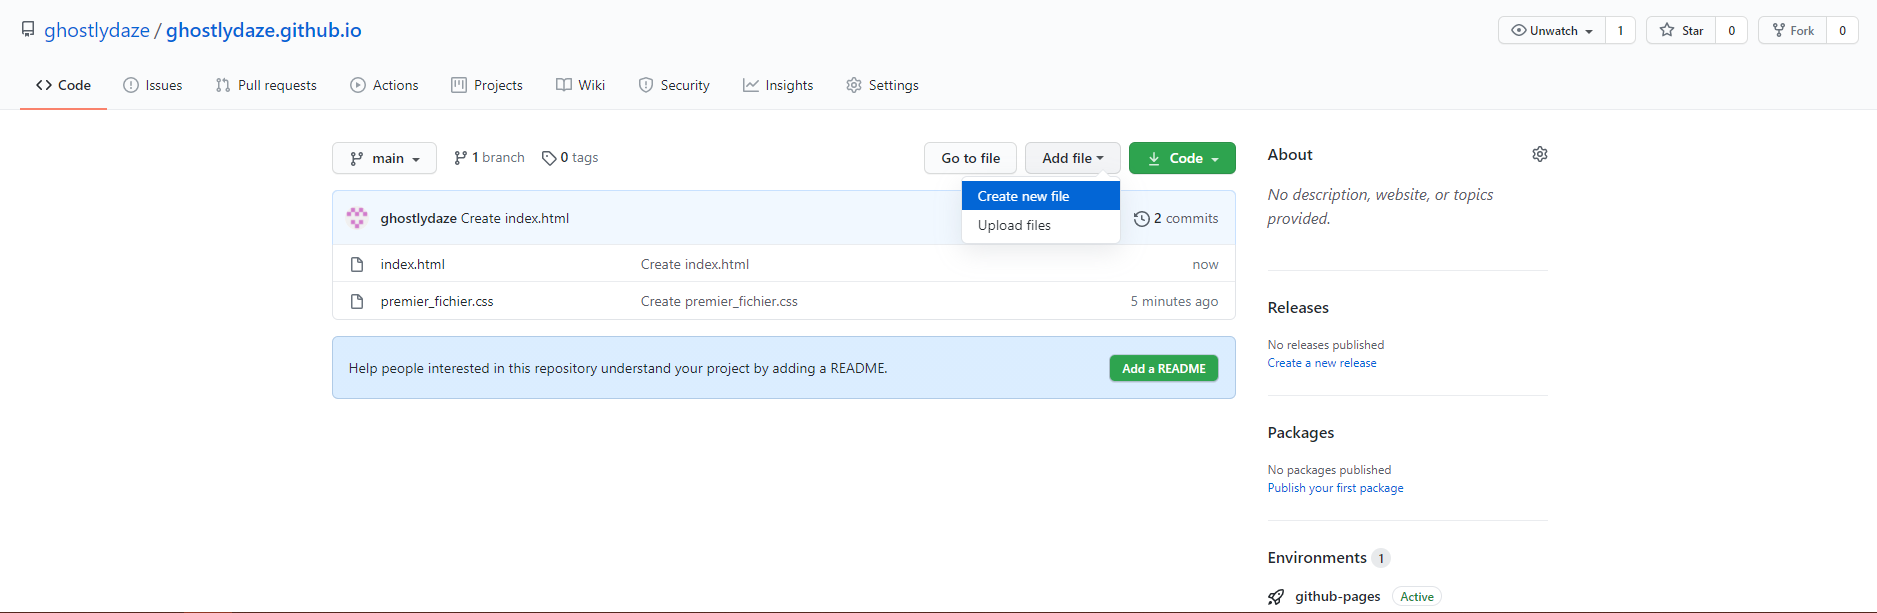 ghostlydaze / ghostlydaze.github.io
Unwatch 1
Star 0
Fork 0
Code
Issues
Pull requests
Actions
Projects
Wiki
Security
Insights
Settings
main
1 branch
0 tags
Go to file
Add file
Code
Create new file
Upload files
ghostlydaze Create index.html
2 commits
index.html Create index.html now
premier_fichier.css Create premier_fichier.css 5 minutes ago
Help people interested in this repository understand your project by adding a README.
Add a README
About
No description, website, or topics
provided.
Releases
No releases published
Create a new release
Packages
No packages published
Publish your first package
Environments 1
github-pages Active